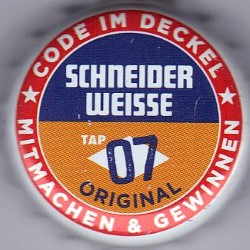 CODE IM DECKEL
SCHNEIDER
WEISSE
TAP
07
ORIGINAL
MITMACHEN & GEWINNEN